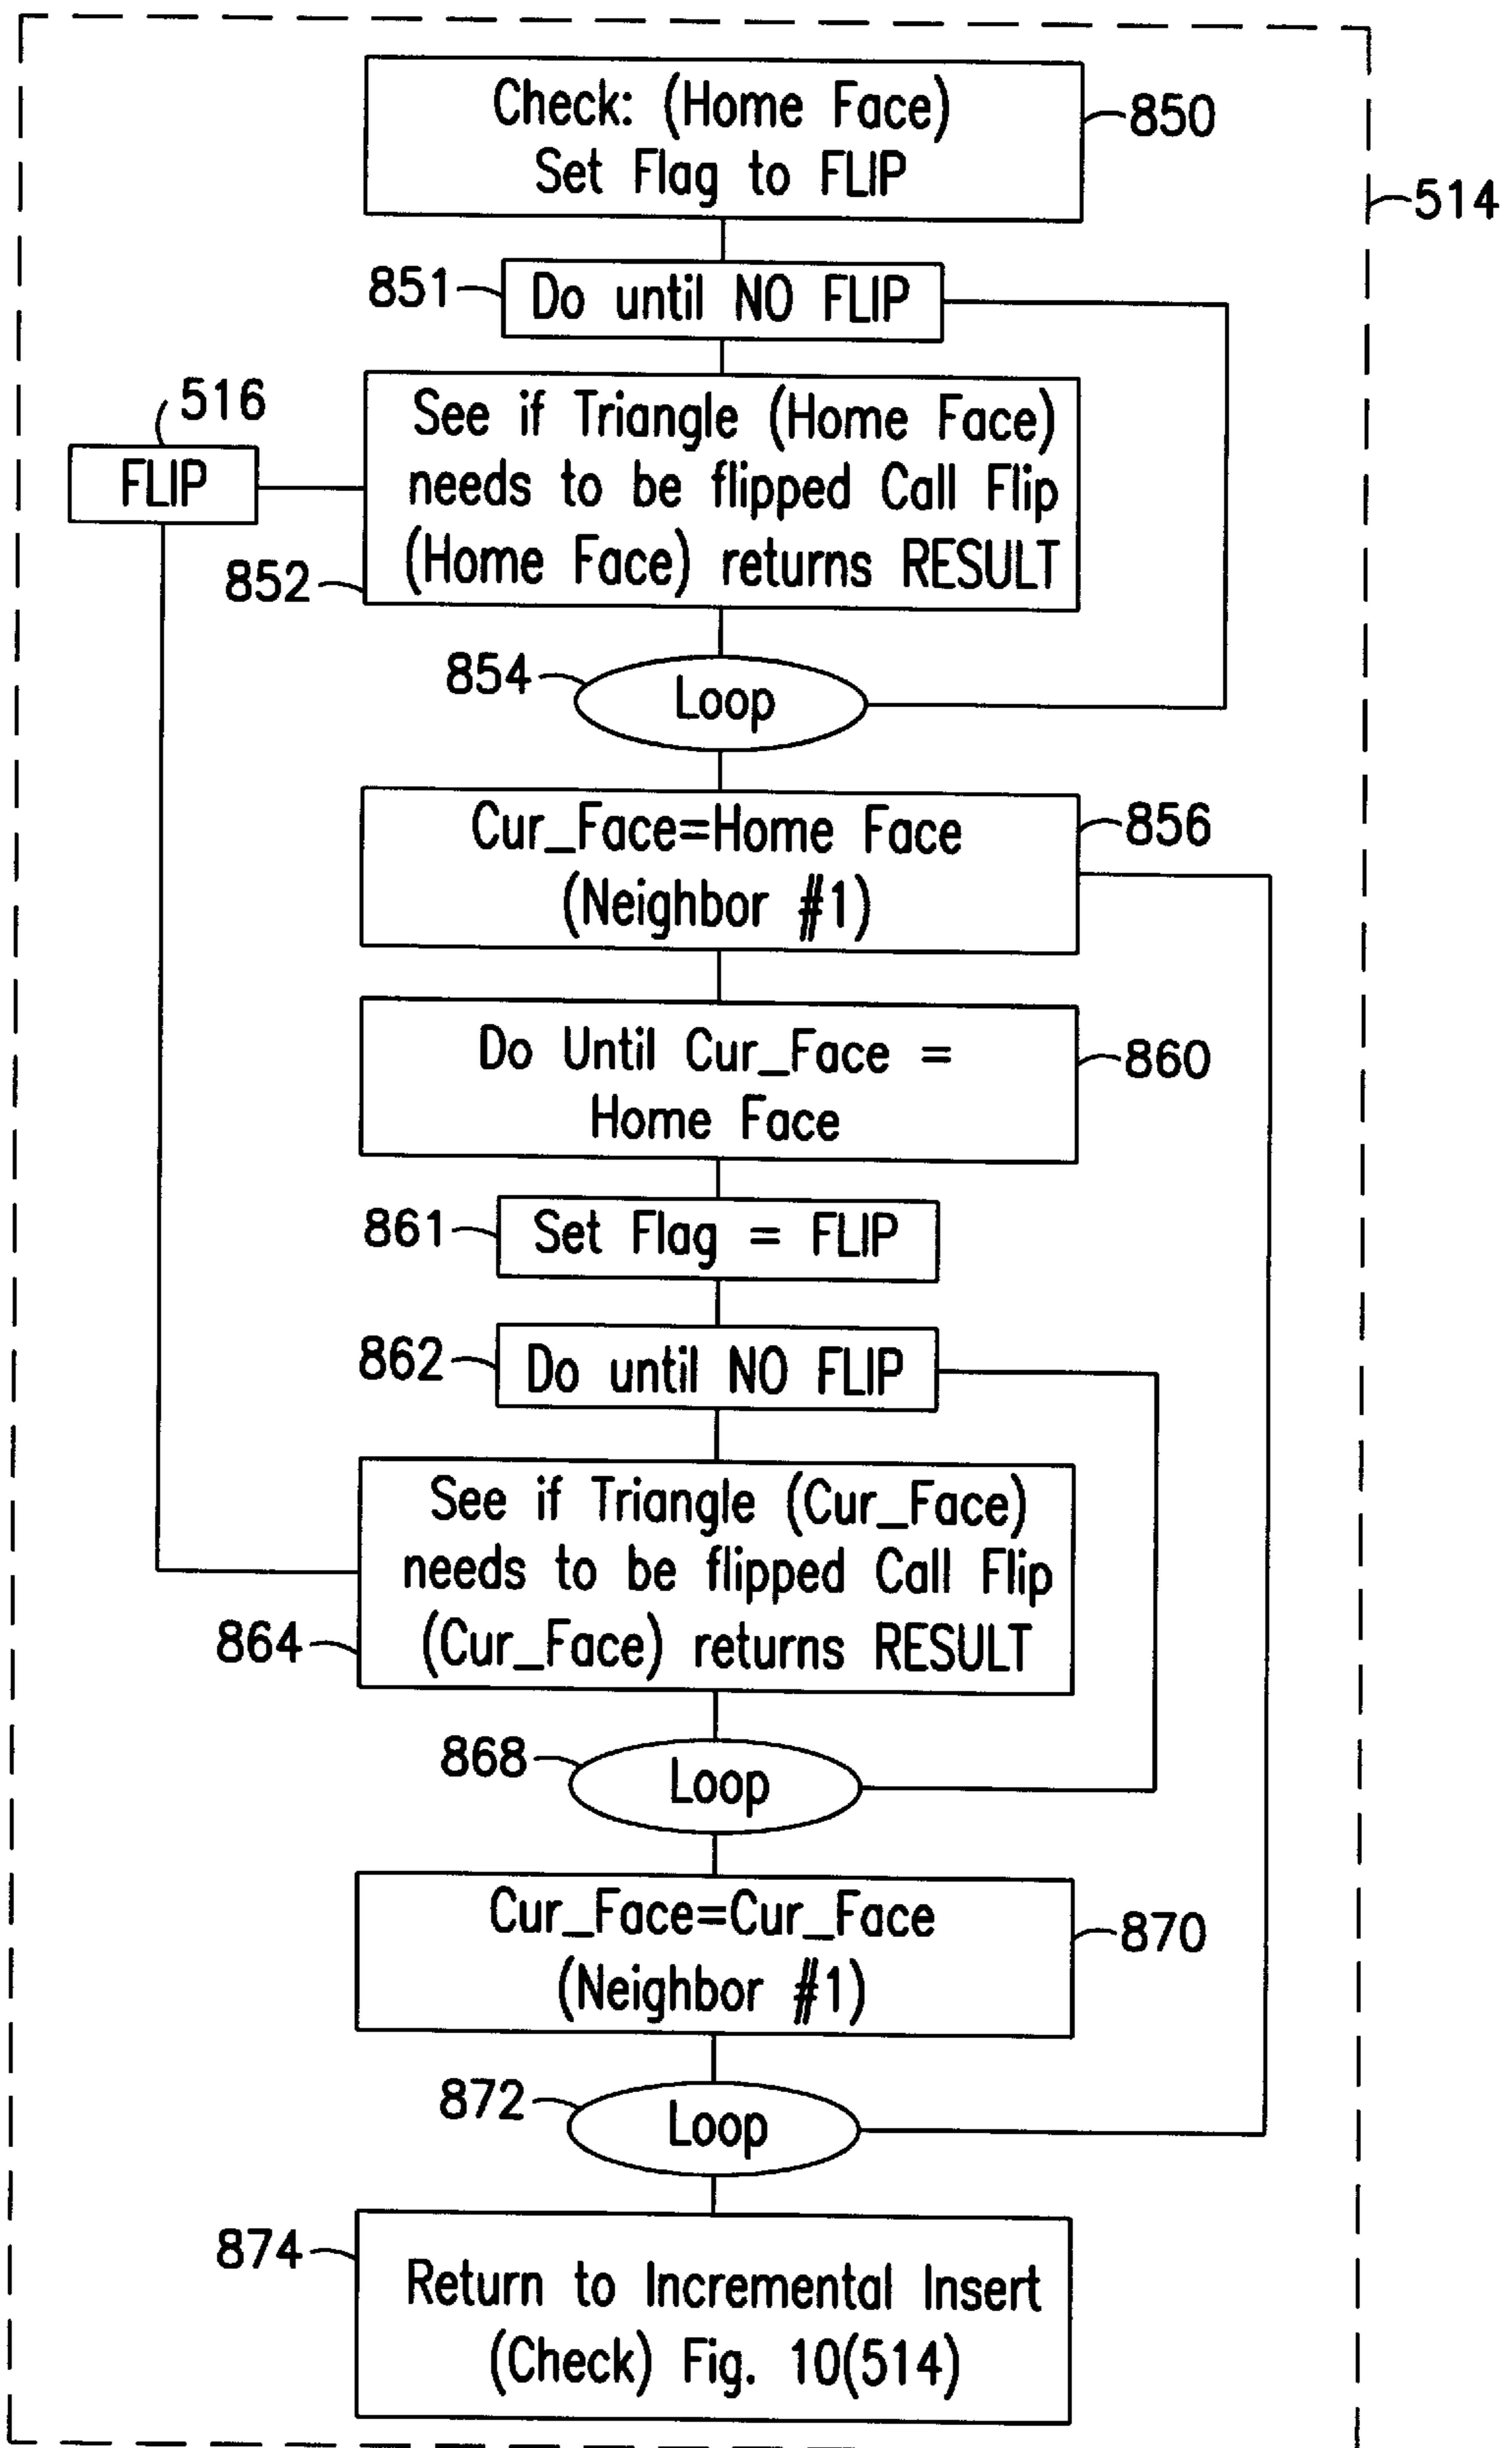 Check: (Home Face)
Set Flag to FLIP
850
514
851
Do until NO FLIP
516
FLIP
See if Triangle (Home Face)
needs to be flipped Call Flip
(Home Face) returns RESULT
852
854
Loop
Cur_Face=Home Face
(Neighbor #1)
856
Do Until Cur_Face =
Home Face
860
861
Set Flag = FLIP
862
Do until NO FLIP
See if Triangle (Cur_Face)
needs to be flipped Call Flip
(Cur_Face) returns RESULT
864
868
Loop
Cur_Face=Cur_Face
(Neighbor #1)
870
872
Loop
874
Return to Incremental Insert
(Check) Fig. 10(514)